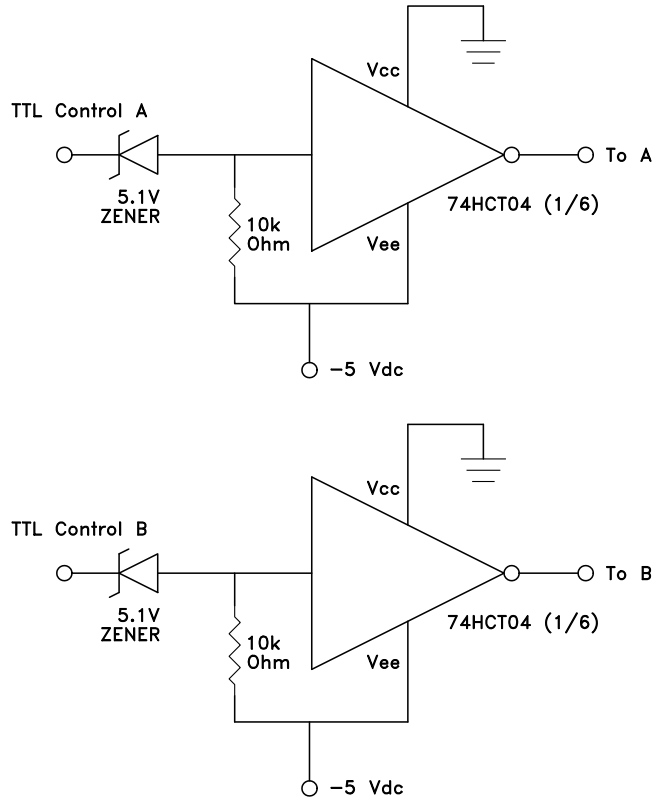 Vcc
TTL Control A
To A
5.1V
ZENER
74HCT04 (1/6)
10k
Ohm
Vee
−5 Vdc
Vcc
TTL Control B
To B
5.1V
ZENER
74HCT04 (1/6)
10k
Ohm
Vee
−5 Vdc